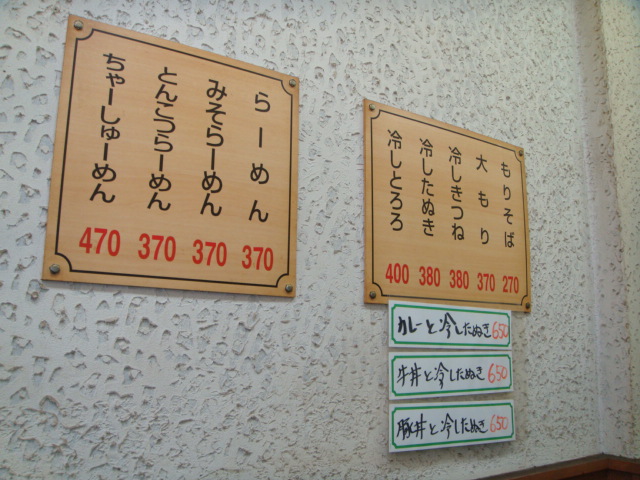 らーめん 370
みそらーめん 370
とんこつらーめん 370
ちゃーしゅーめん 470
もりそば 270
大もり 370
冷しきつね 380
冷したぬき 380
冷しとろろ 400
カレーと冷したぬき 650
牛丼と冷したぬき 650
豚丼と冷したぬき 650